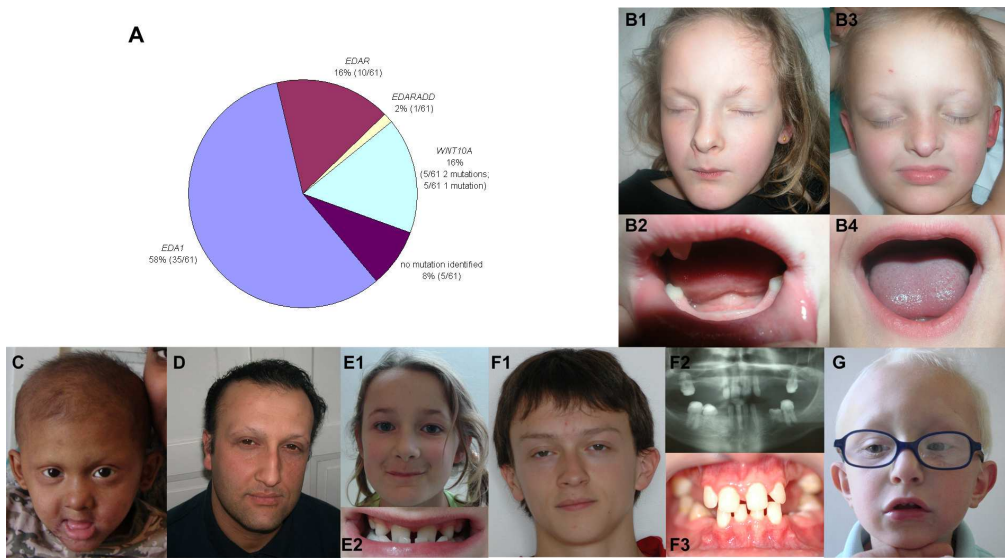 A
EDAR
16% (10/61)
EDARADD
2% (1/61)
WNT10A
16%
(5/61 2 mutations;
5/61 1 mutation)
no mutation identified
8% (5/61)
EDA1
58% (35/61)
B1
B3
B2
B4
C
D
E1
F1
F2
G
E2
F3